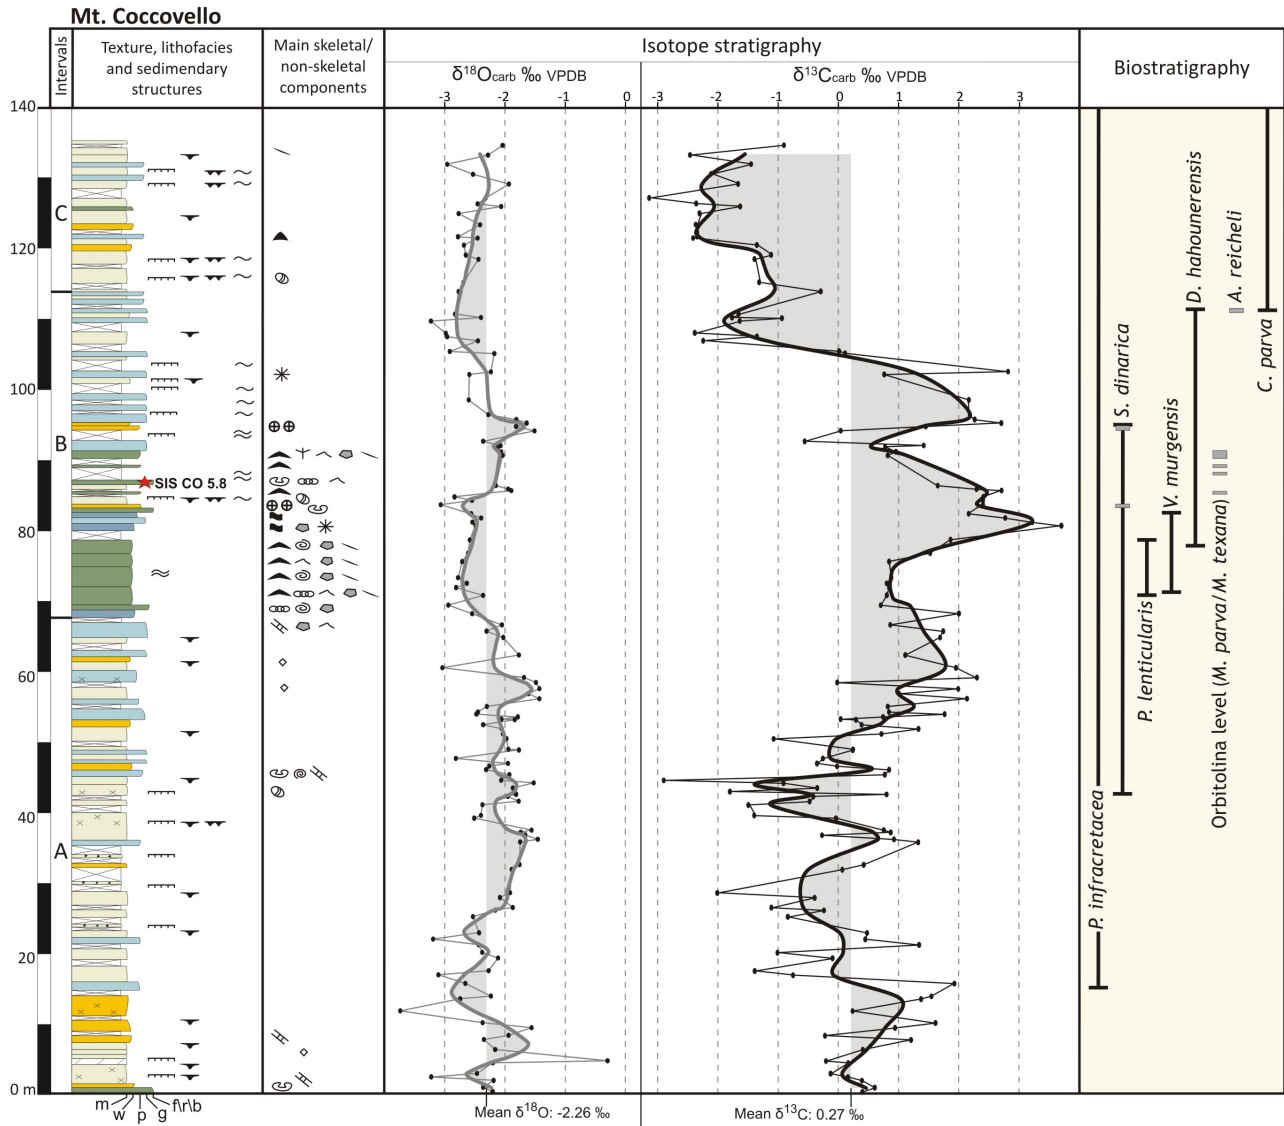 Mt. Coccovello
Intervals
Texture, lithofacies
and sedimendary
structures
Main skeletal/
non-skeletal
components
Isotope stratigraphy
δ18Ocarb ‰ VPDB
δ13Ccarb ‰ VPDB
Biostratigraphy
-3 -2 -1 0
-3 -2 -1 0 1 2 3
140
120
100
80
60
40
20
0 m
C
B
A
SIS CO 5.8
m w p g f\r\b
Mean δ18O: -2.26 ‰
Mean δ13C: 0.27 ‰
P. infracretacea
S. dinarica
P. lenticularis
V. murgensis
D. hahounerensis
Orbitolina level (M. parva/ M. texana)
A. reicheli
C. parva